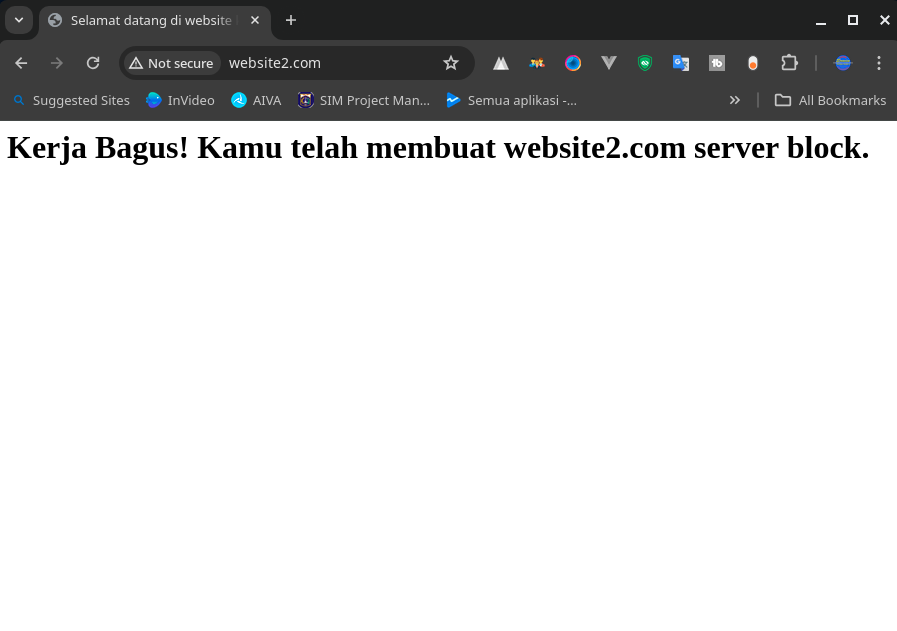 Selamat datang di website
Not secure
website2.com
Suggested Sites
InVideo
AIVA
SIM Project Man...
Semua aplikasi -...
All Bookmarks
Kerja Bagus! Kamu telah membuat website2.com server block.